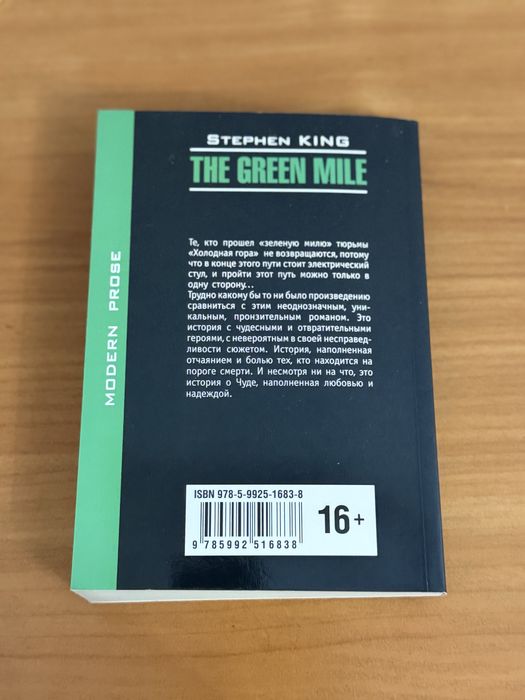 STEPHEN KING
THE GREEN MILE
MODERN PROSE
Те, кто прошел «зеленую милю» тюрьмы
«Холодная гора» не возвращаются, потому
что в конце этого пути стоит электрический
стул, и пройти этот путь можно только в
одну сторону...
Трудно какому бы то ни было произведению
сравниться с этим неоднозначным, уни-
кальным, пронзительным романом. Это
история с чудесными и отвратительными
героями, с невероятным в своей несправед-
ливости сюжетом. История, наполненная
отчаянием и болью тех, кто находится на
пороге смерти. И несмотря ни на что, это
история о Чуде, наполненная любовью и
надеждой.
ISBN 978-5-9925-1683-8
9 785992 516838
16+